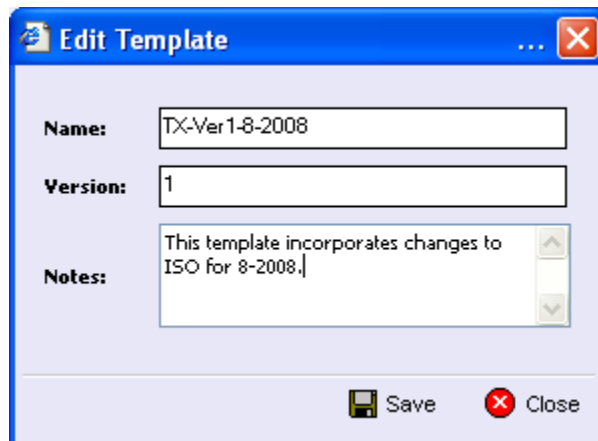 Edit Template ...
Name: TX-Ver1-8-2008
Version: 1
Notes: This template incorporates changes to
ISO for 8-2008.
Save Close